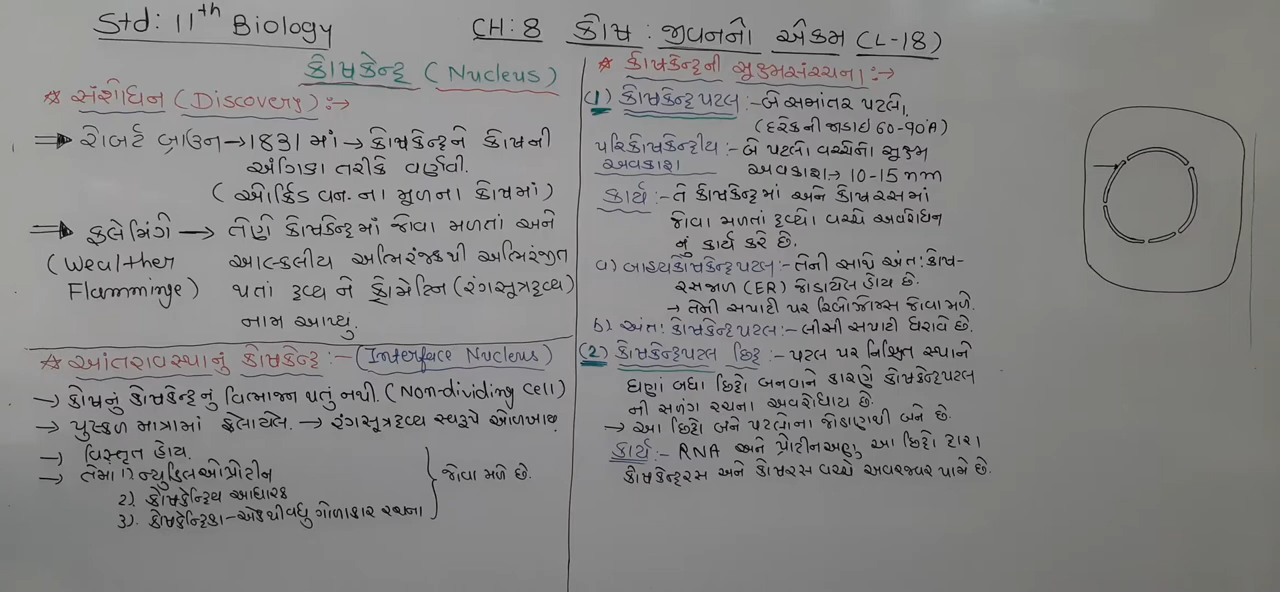 Std: 11th Biology
CH: 8 કોષ : જીવનનો એકમ (L-18)
કોષકેન્દ્ર (Nucleus)
* સંશોધન (Discovery) :→
⇒ રોબર્ટ બ્રાઉન → 1831 માં → કોષકેન્દ્રને કોષની
અંગિકા તરીકે વર્ણવી.
(ઓર્કિડ વન. ના મૂળના કોષમાં)
⇒ ફ્લેમિંગ → તેણે કોષકેન્દ્રમાં જોવા મળતાં અને
(Wealther આલ્કલીય અભિરંજકથી અભિરંજીત
Flamminge) થતાં દ્રવ્ય ને ક્રોમેટિન (રંગસૂત્રદ્રવ્ય)
નામ આપ્યુ.
* આંતરાવસ્થાનું કોષકેન્દ્ર :- (Interface Nucleus)
→ કોષનું કોષકેન્દ્રનું વિભાજન થતું નથી. (Non-dividing cell)
→ પુષ્કળ માત્રામાં ફેલાયેલ. → રંગસૂત્રદ્રવ્ય સ્વરૂપે ઓળખાય
→ વિસ્તૃત હોય.
→ તેમાં 1) ન્યુક્લિઓપ્રોટીન
2). કોષકેન્દ્રિય આધારક
3). કોષકેન્દ્રિકા - એકથી વધુ ગોળાકાર રચના
જોવા મળે છે.
* કોષકેન્દ્રની સૂક્ષ્મસંરચના :→
(1) કોષકેન્દ્રપટલ :- બે સમાંતર પટલો,
(દરેકની જાડાઇ 60-90°A)
પરિકોષકેન્દ્રીય :- બે પટલો વચ્ચેનો સૂક્ષ્મ
અવકાશ અવકાશ → 10-15 nm
કાર્ય :- તે કોષકેન્દ્રમાં અને કોષરસમાં
જોવા મળતાં દ્રવ્યો વચ્ચે અવરોધન
નું કાર્ય કરે છે.
a) બાહ્યકોષકેન્દ્રપટલ :- તેની સાથે અંત: કોષ-
રસજાળ (ER) જોડાયેલ હોય છે.
→ તેની સપાટી પર રિબોઝોમ્સ જોવા મળે.
b). અંત: કોષકેન્દ્રપટલ :- લીસી સપાટી ધરાવે છે.
(2) કોષકેન્દ્રપટલ છિદ્ર :- પટલ પર નિશ્ચિત સ્થાને
ઘણાં બધા છિદ્રો બનવાને કારણે કોષકેન્દ્રપટલ
ની સળંગ રચના અવરોધાય છે.
→ આ છિદ્રો બંને પટલોના જોડાણથી બને છે.
કાર્ય :- RNA અને પ્રોટીનઅણુ આ છિદ્રો દ્વારા
કોષકેન્દ્રરસ અને કોષરસ વચ્ચે અવરજવર પામે છે.